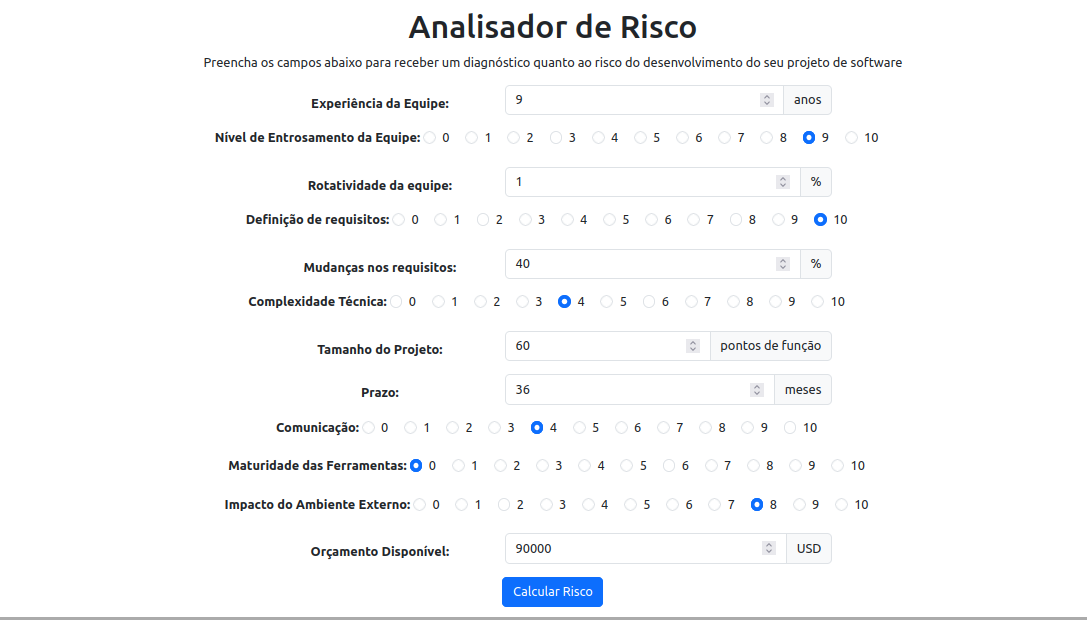 Analisador de Risco
Preencha os campos abaixo para receber um diagnóstico quanto ao risco do desenvolvimento do seu projeto de software
Experiência da Equipe: 9 anos
Nível de Entrosamento da Equipe: 0 1 2 3 4 5 6 7 8 9 10
Rotatividade da equipe: 1 %
Definição de requisitos: 0 1 2 3 4 5 6 7 8 9 10
Mudanças nos requisitos: 40 %
Complexidade Técnica: 0 1 2 3 4 5 6 7 8 9 10
Tamanho do Projeto: 60 pontos de função
Prazo: 36 meses
Comunicação: 0 1 2 3 4 5 6 7 8 9 10
Maturidade das Ferramentas: 0 1 2 3 4 5 6 7 8 9 10
Impacto do Ambiente Externo: 0 1 2 3 4 5 6 7 8 9 10
Orçamento Disponível: 90000 USD
Calcular Risco